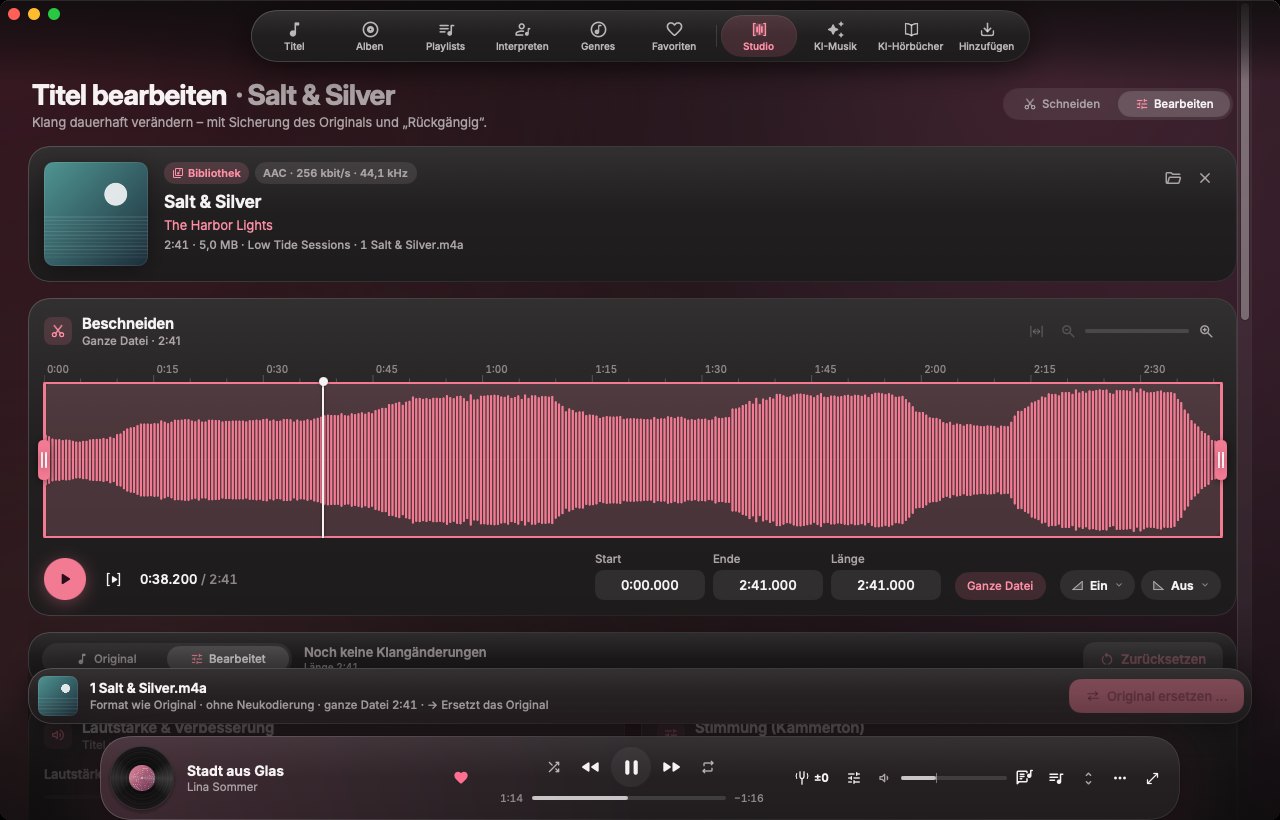 Titel Alben Playlists Interpreten Genres Favoriten Studio KI-Musik KI-Hörbücher Hinzufügen
Titel bearbeiten · Salt & Silver
Klang dauerhaft verändern – mit Sicherung des Originals und „Rückgängig“.
Schneiden Bearbeiten
Bibliothek AAC · 256 kbit/s · 44,1 kHz
Salt & Silver
The Harbor Lights
2:41 · 5,0 MB · Low Tide Sessions · 1 Salt & Silver.m4a
Beschneiden
Ganze Datei · 2:41
0:00 0:15 0:30 0:45 1:00 1:15 1:30 1:45 2:00 2:15 2:30
Start Ende Länge
0:38.200 / 2:41 0:00.000 2:41.000 2:41.000 Ganze Datei Ein Aus
Original Bearbeitet Noch keine Klangänderungen Zurücksetzen
Länge 2:41
1 Salt & Silver.m4a
Format wie Original · ohne Neukodierung · ganze Datei 2:41 · → Ersetzt das Original
Original ersetzen ...
Lautstärke & Verbesserung Stimmung (Kammerton)
Titel
Stadt aus Glas
Lina Sommer
±0
1:14 −1:16